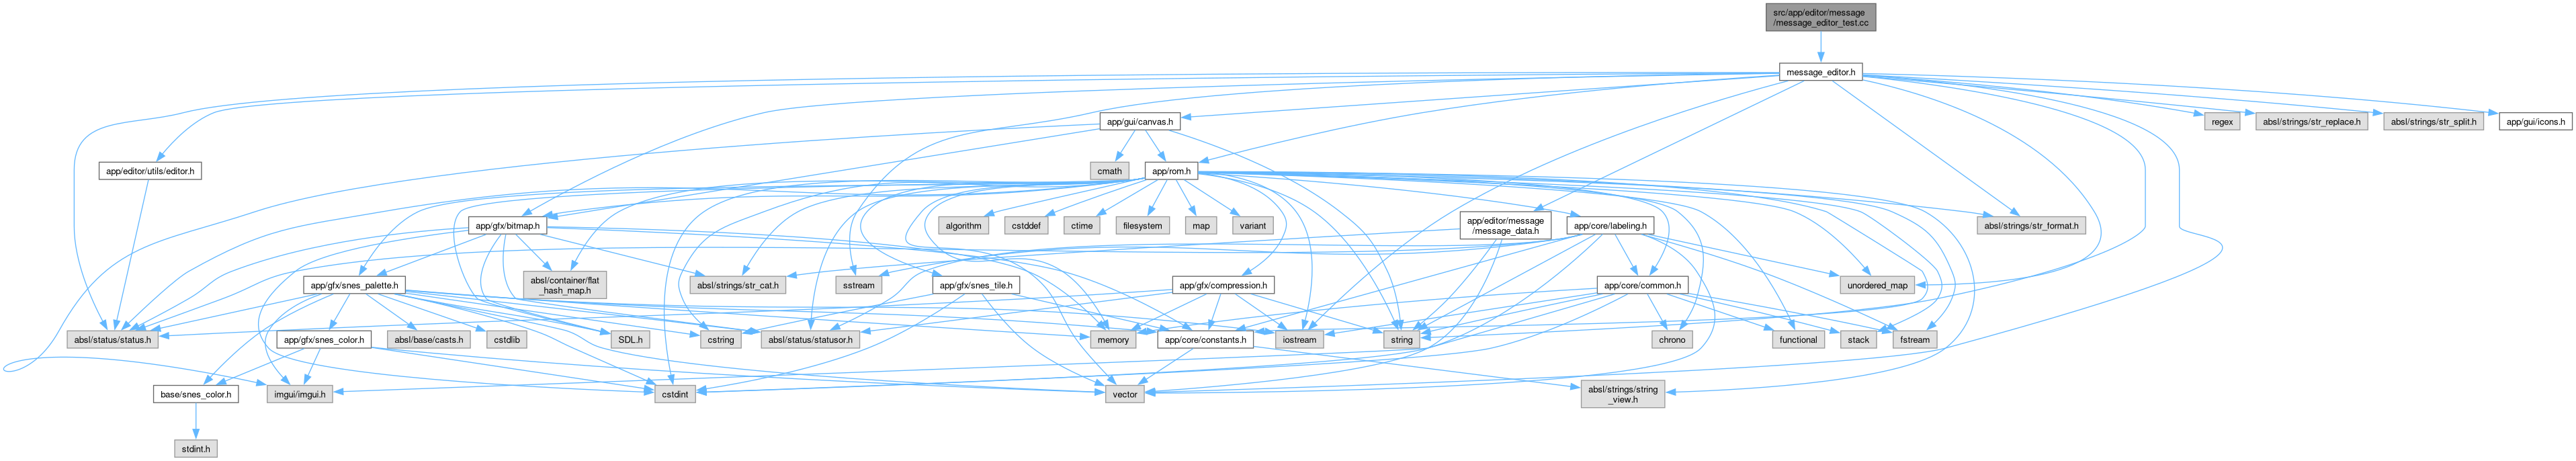 src/app/editor/message
/message_editor_test.cc
message_editor.h
app/gui/canvas.h
regex
absl/strings/str_replace.h
absl/strings/str_split.h
app/gui/icons.h
app/editor/utils/editor.h
cmath
app/rom.h
app/gfx/bitmap.h
algorithm
cstddef
ctime
filesystem
map
variant
app/editor/message
/message_data.h
app/core/labeling.h
absl/strings/str_format.h
app/gfx/snes_palette.h
absl/container/flat
_hash_map.h
absl/strings/str_cat.h
sstream
app/gfx/snes_tile.h
app/gfx/compression.h
app/core/common.h
unordered_map
absl/status/status.h
app/gfx/snes_color.h
absl/base/casts.h
cstdlib
SDL.h
cstring
absl/status/statusor.h
memory
app/core/constants.h
iostream
string
chrono
functional
stack
fstream
base/snes_color.h
imgui/imgui.h
cstdint
vector
absl/strings/string
_view.h
stdint.h